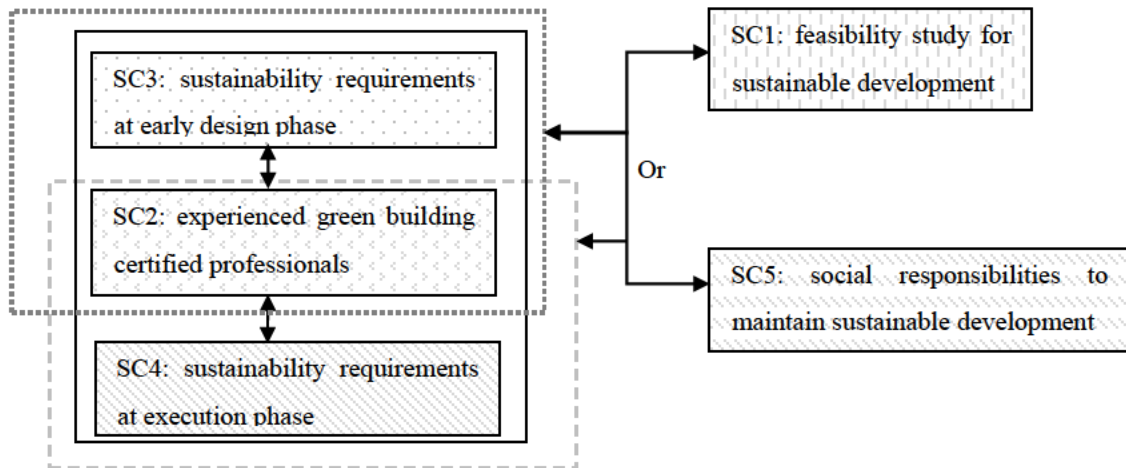 SC3: sustainability requirements
at early design phase
SC2: experienced green building
certified professionals
SC4: sustainability requirements
at execution phase
SC1: feasibility study for
sustainable development
Or
SC5: social responsibilities to
maintain sustainable development